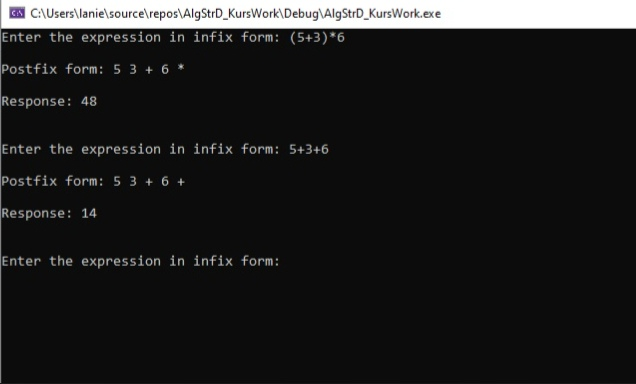 C:\Users\lanie\source\repos\AlgStrD_KursWork\Debug\AlgStrD_KursWork.exe
Enter the expression in infix form: (5+3)*6
Postfix form: 5 3 + 6 *
Response: 48
Enter the expression in infix form: 5+3+6
Postfix form: 5 3 + 6 +
Response: 14
Enter the expression in infix form: